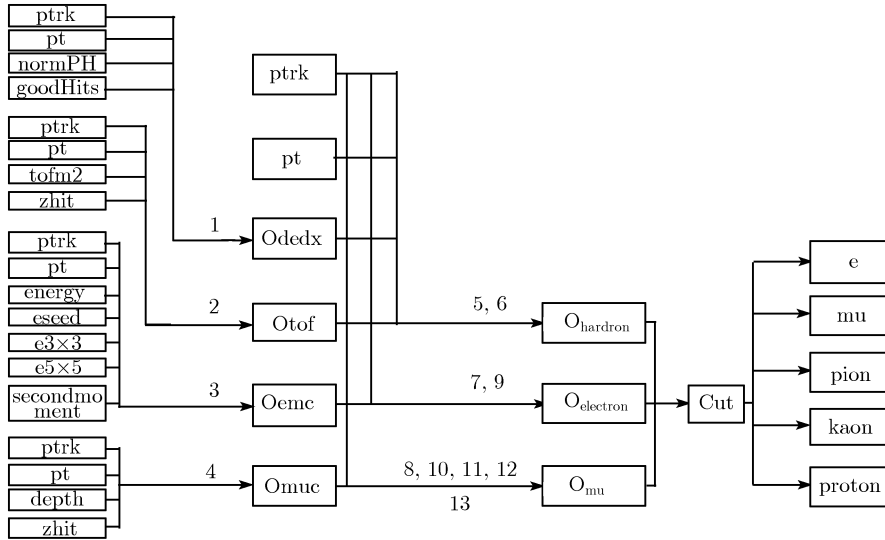 ptrk
pt
normPH
goodHits
ptrk
pt
tofm2
zhit
ptrk
pt
energy
eseed
e3×3
e5×5
secondmo
ment
ptrk
pt
depth
zhit
1
2
3
4
ptrk
pt
Odedx
Otof
Oemc
Omuc
5, 6
7, 9
8, 10, 11, 12
13
Ohardron
Oelectron
Omu
Cut
e
mu
pion
kaon
proton